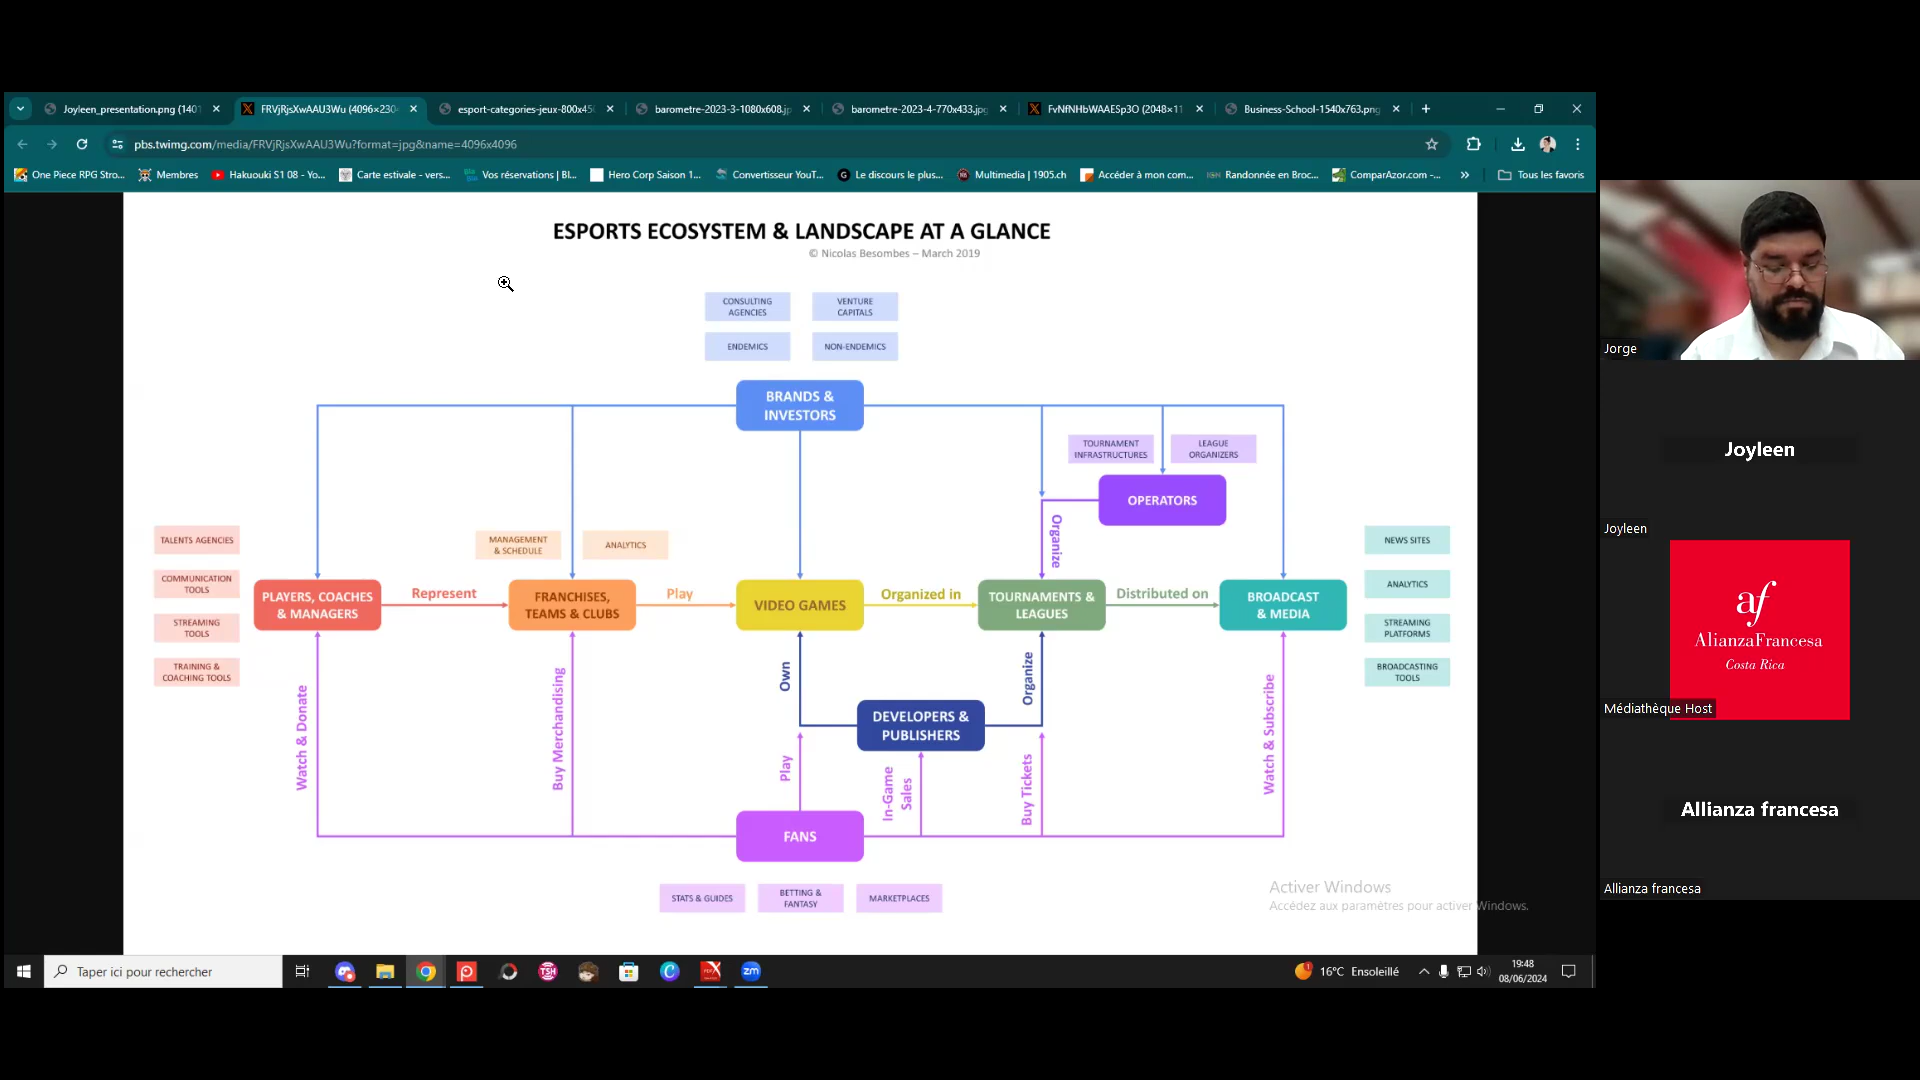 Joyleen_presentation.png (1401
FRVjRjsXwAAU3Wu (4096×230
esport-categories-jeux-800x45
barometre-2023-3-1080x608.jp
barometre-2023-4-770x433.jpg
FvNfNHbWAAESp3O (2048×11
Business-School-1540x763.png
pbs.twimg.com/media/FRVjRjsXwAAU3Wu?format=jpg&name=4096x4096
One Piece RPG Stro...
Membres
Hakuouki S1 08 - Yo...
Carte estivale - vers...
Vos réservations | Bl...
Hero Corp Saison 1...
Convertisseur YouT...
Le discours le plus...
Multimedia | 1905.ch
Accéder à mon com...
Randonnée en Broc...
ComparAzor.com -...
»
Tous les favoris
ESPORTS ECOSYSTEM & LANDSCAPE AT A GLANCE
© Nicolas Besombes – March 2019
CONSULTING
AGENCIES
VENTURE
CAPITALS
ENDEMICS
NON-ENDEMICS
BRANDS &
INVESTORS
TOURNAMENT
INFRASTRUCTURES
LEAGUE
ORGANIZERS
OPERATORS
Organize
TALENTS AGENCIES
COMMUNICATION
TOOLS
STREAMING
TOOLS
TRAINING &
COACHING TOOLS
MANAGEMENT
& SCHEDULE
ANALYTICS
PLAYERS, COACHES
& MANAGERS
Represent
FRANCHISES,
TEAMS & CLUBS
Play
VIDEO GAMES
Organized in
TOURNAMENTS &
LEAGUES
Distributed on
BROADCAST
& MEDIA
NEWS SITES
ANALYTICS
STREAMING
PLATFORMS
BROADCASTING
TOOLS
Own
Organize
DEVELOPERS &
PUBLISHERS
Watch & Donate
Buy Merchandising
Play
In-Game
Sales
Buy Tickets
Watch & Subscribe
FANS
STATS & GUIDES
BETTING &
FANTASY
MARKETPLACES
Activer Windows
Accédez aux paramètres pour activer Windows.
Taper ici pour rechercher
TSH
zm
16°C Ensoleillé
19:48
08/06/2024
Jorge
Joyleen
Joyleen
af
AlianzaFrancesa
Costa Rica
Médiathèque Host
Allianza francesa
Allianza francesa